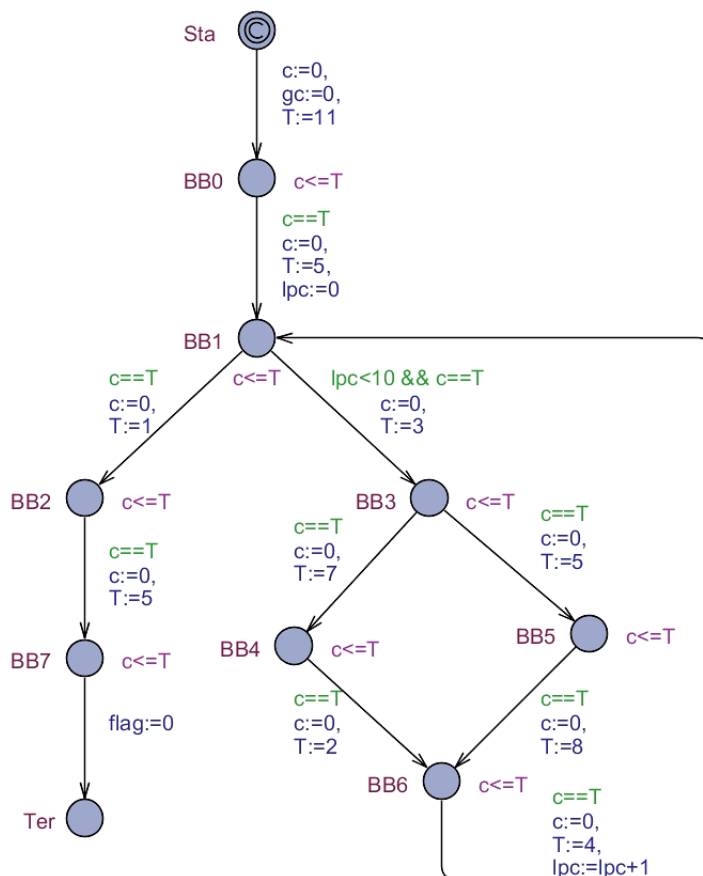 Sta
c:=0,
gc:=0,
T:=11
BB0
c<=T
c==T
c:=0,
T:=5,
lpc:=0
BB1
c<=T
c==T
c:=0,
T:=1
lpc<10 && c==T
c:=0,
T:=3
BB2
c<=T
BB3
c<=T
c==T
c:=0,
T:=5
c==T
c:=0,
T:=7
c==T
c:=0,
T:=5
BB7
c<=T
BB4
c<=T
BB5
c<=T
flag:=0
c==T
c:=0,
T:=2
c==T
c:=0,
T:=8
Ter
BB6
c<=T
c==T
c:=0,
T:=4,
lpc:=lpc+1